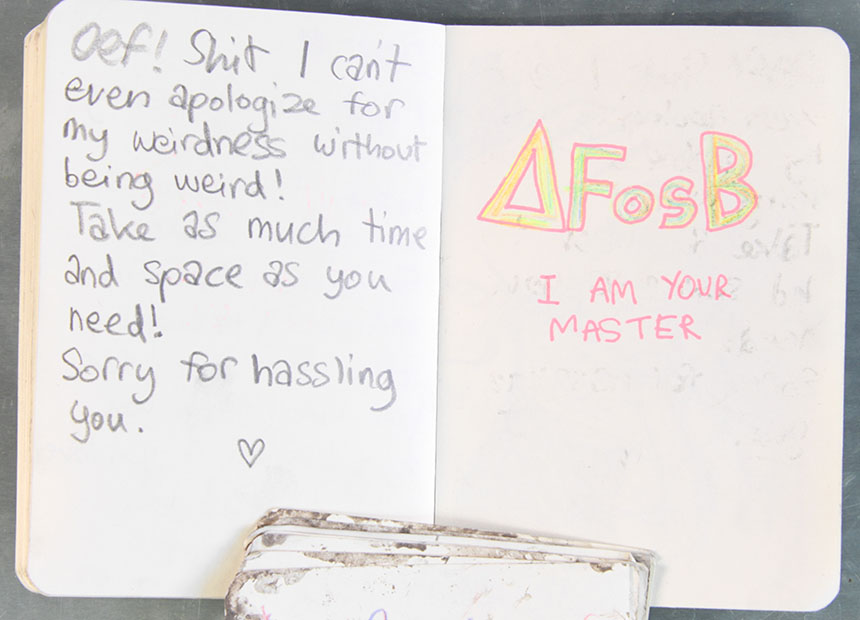 oef! Shit I can't
even apologize for
my weirdness without
being weird!
Take as much time
and space as you
need!
Sorry for hassling
you.
♡
ΔFosB
I AM YOUR
MASTER